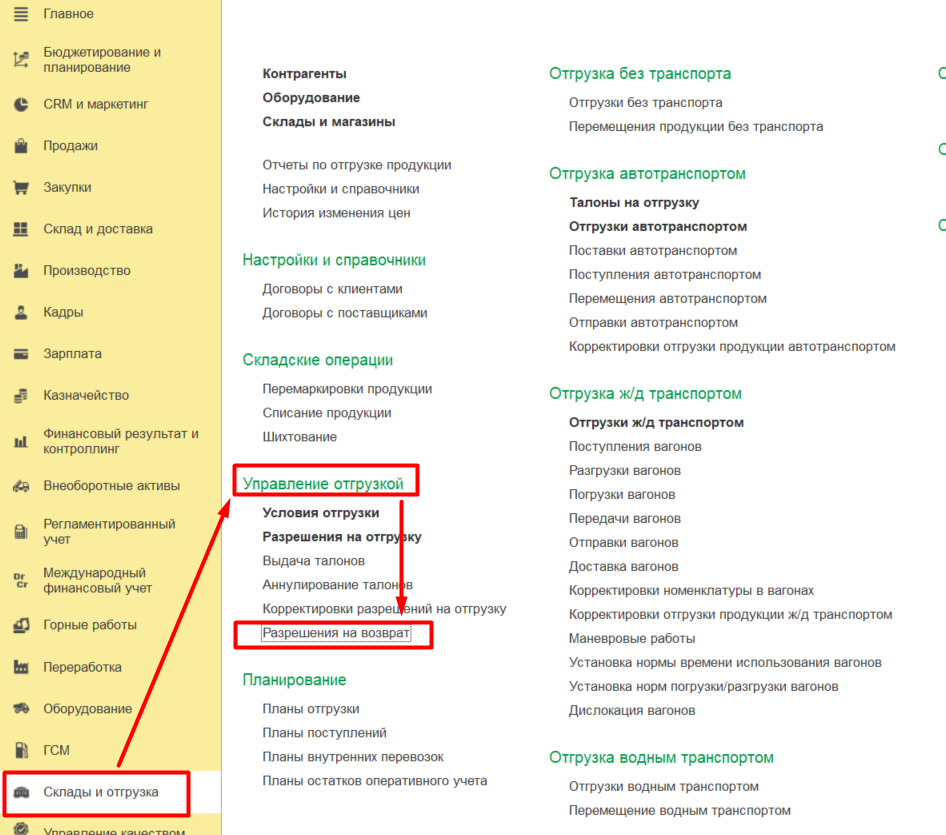 Главное
Бюджетирование и
планирование
CRM и маркетинг
Продажи
Закупки
Склад и доставка
Производство
Кадры
Зарплата
Казначейство
Финансовый результат и
контроллинг
Внеоборотные активы
Регламентированный
учет
Dr
Cr
Международный
финансовый учет
Горные работы
Переработка
Оборудование
ГСМ
Склады и отгрузка
Управление качеством
Контрагенты
Оборудование
Склады и магазины
Отчеты по отгрузке продукции
Настройки и справочники
История изменения цен
Настройки и справочники
Договоры с клиентами
Договоры с поставщиками
Складские операции
Перемаркировки продукции
Списание продукции
Шихтование
Управление отгрузкой
Условия отгрузки
Разрешения на отгрузку
Выдача талонов
Аннулирование талонов
Корректировки разрешений на отгрузку
Разрешения на возврат
Планирование
Планы отгрузки
Планы поступлений
Планы внутренних перевозок
Планы остатков оперативного учета
Отгрузка без транспорта
Отгрузки без транспорта
Перемещения продукции без транспорта
Отгрузка автотранспортом
Талоны на отгрузку
Отгрузки автотранспортом
Поставки автотранспортом
Поступления автотранспортом
Перемещения автотранспортом
Отправки автотранспортом
Корректировки отгрузки продукции автотранспортом
Отгрузка ж/д транспортом
Отгрузки ж/д транспортом
Поступления вагонов
Разгрузки вагонов
Погрузки вагонов
Передачи вагонов
Отправки вагонов
Доставка вагонов
Корректировки номенклатуры в вагонах
Корректировки отгрузки продукции ж/д транспортом
Маневровые работы
Установка нормы времени использования вагонов
Установка норм погрузки/разгрузки вагонов
Дислокация вагонов
Отгрузка водным транспортом
Отгрузки водным транспортом
Перемещение водным транспортом